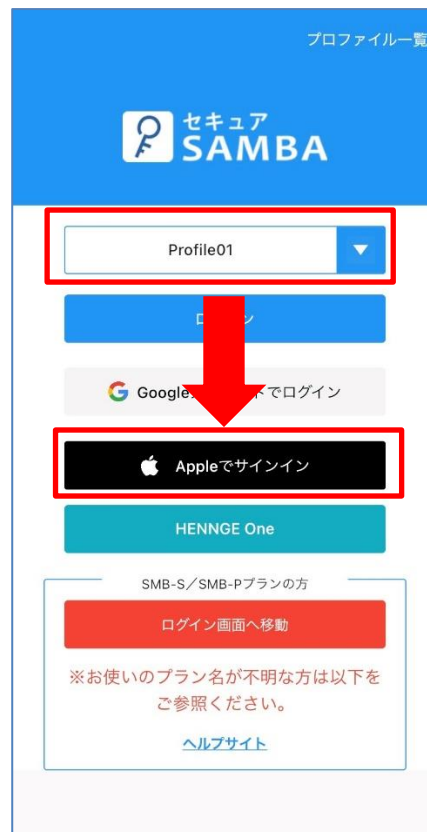 プロファイル一覧
セキュア
SAMBA
Profile01
Google
でログイン
Appleでサインイン
HENNGE One
SMB-S／SMB-Pプランの方
ログイン画面へ移動
※お使いのプラン名が不明な方は以下を
ご参照ください。
ヘルプサイト